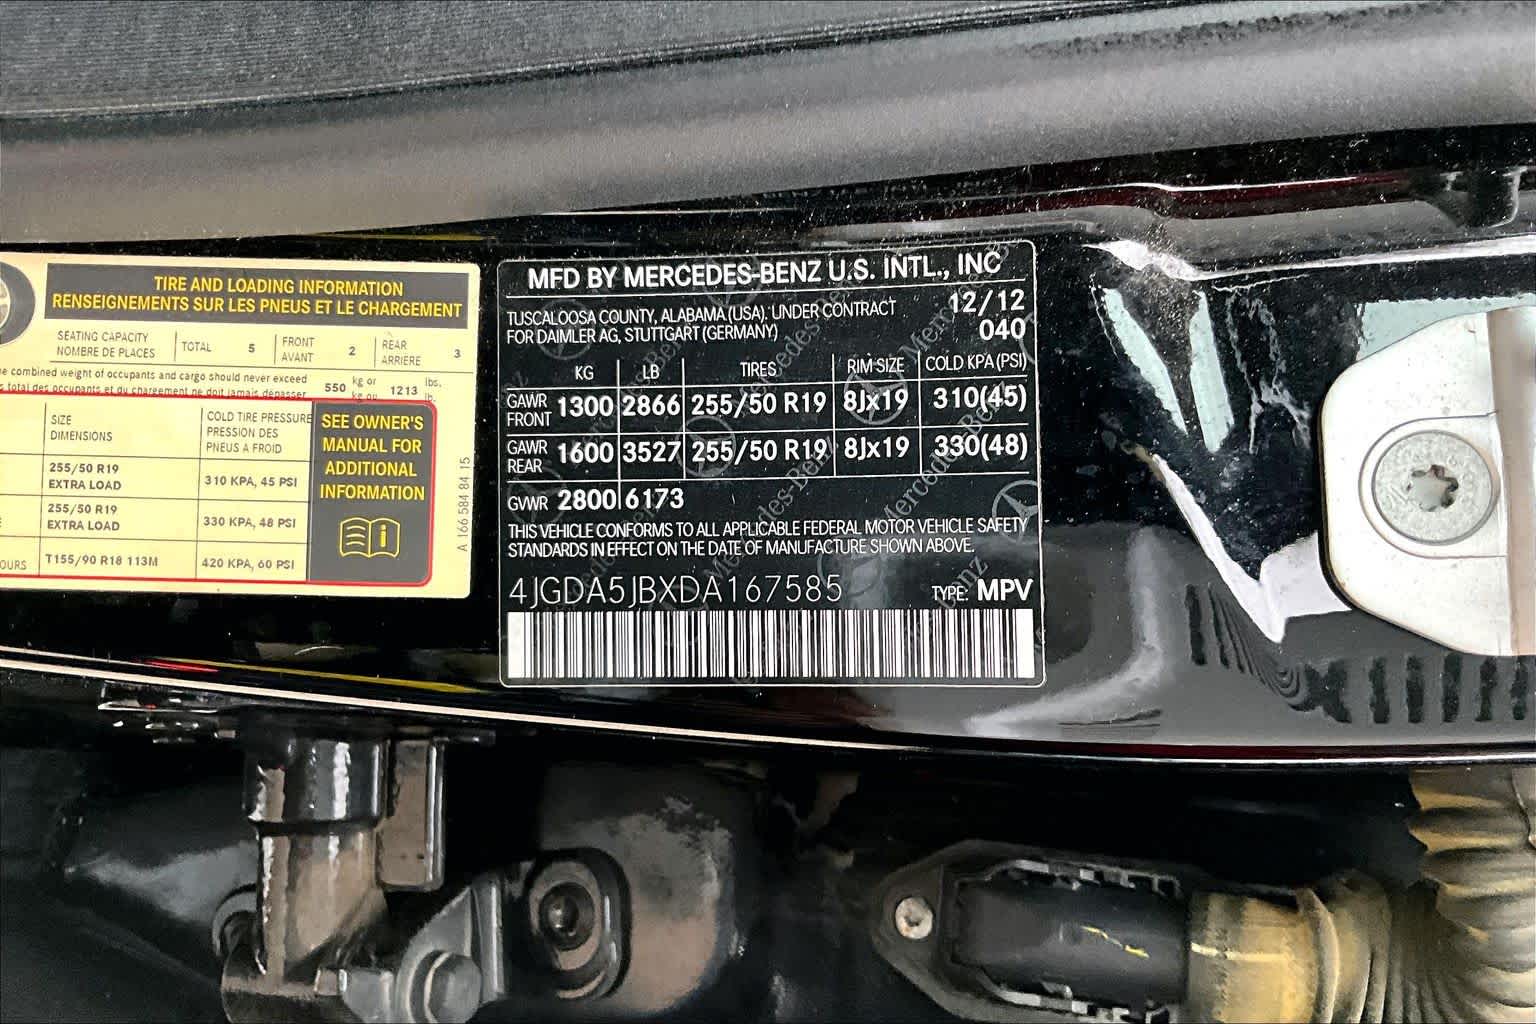 TIRE AND LOADING INFORMATION
RENSEIGNEMENTS SUR LES PNEUS ET LE CHARGEMENT
SEATING CAPACITY
NOMBRE DE PLACES
TOTAL 5
FRONT
AVANT
2
REAR
ARRIERE
3
combined weight of occupants and cargo should never exceed
total des occupants et du chargement ne doit jamais dépasser
550 kg or 1213 lbs.
kg ou lb.
SIZE
DIMENSIONS
COLD TIRE PRESSURE
PRESSION DES
PNEUS A FROID
255/50 R19
EXTRA LOAD
310 KPA, 45 PSI
255/50 R19
EXTRA LOAD
330 KPA, 48 PSI
T155/90 R18 113M
420 KPA, 60 PSI
SEE OWNER'S
MANUAL FOR
ADDITIONAL
INFORMATION
A 166 584 84 15
MFD BY MERCEDES-BENZ U.S. INTL., INC
TUSCALOOSA COUNTY, ALABAMA (USA). UNDER CONTRACT
FOR DAIMLER AG, STUTTGART (GERMANY)
12/12
040
KG LB TIRES RIM SIZE COLD KPA(PSI)
GAWR
FRONT
1300 2866 255/50 R19 8Jx19 310(45)
GAWR
REAR
1600 3527 255/50 R19 8Jx19 330(48)
GVWR 2800 6173
THIS VEHICLE CONFORMS TO ALL APPLICABLE FEDERAL MOTOR VEHICLE SAFETY
STANDARDS IN EFFECT ON THE DATE OF MANUFACTURE SHOWN ABOVE.
4JGDA5JBXDA167585 TYPE: MPV